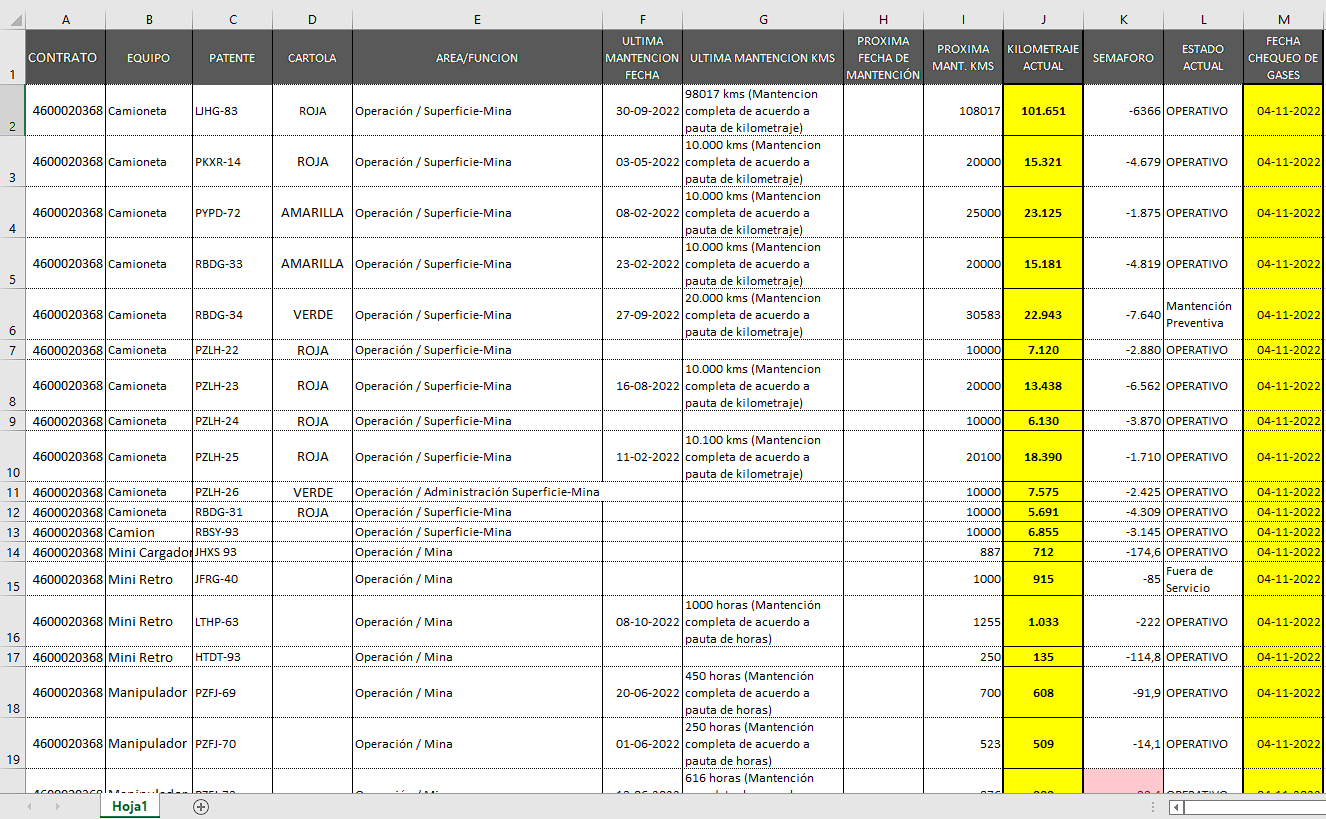 A B C D E F G H I J K L M
1 CONTRATO EQUIPO PATENTE CARTOLA AREA/FUNCION ULTIMA MANTENCION FECHA ULTIMA MANTENCION KMS PROXIMA FECHA DE MANTENCIÓN PROXIMA MANT. KMS KILOMETRAJE ACTUAL SEMAFORO ESTADO ACTUAL FECHA CHEQUEO DE GASES
2 4600020368 Camioneta LJHG-83 ROJA Operación / Superficie-Mina 30-09-2022 98017 kms (Mantencion completa de acuerdo a pauta de kilometraje) 108017 101.651 -6366 OPERATIVO 04-11-2022
3 4600020368 Camioneta PKXR-14 ROJA Operación / Superficie-Mina 03-05-2022 10.000 kms (Mantencion completa de acuerdo a pauta de kilometraje) 20000 15.321 -4.679 OPERATIVO 04-11-2022
4 4600020368 Camioneta PYPD-72 AMARILLA Operación / Superficie-Mina 08-02-2022 10.000 kms (Mantencion completa de acuerdo a pauta de kilometraje) 25000 23.125 -1.875 OPERATIVO 04-11-2022
5 4600020368 Camioneta RBDG-33 AMARILLA Operación / Superficie-Mina 23-02-2022 10.000 kms (Mantencion completa de acuerdo a pauta de kilometraje) 20000 15.181 -4.819 OPERATIVO 04-11-2022
6 4600020368 Camioneta RBDG-34 VERDE Operación / Superficie-Mina 27-09-2022 20.000 kms (Mantencion completa de acuerdo a pauta de kilometraje) 30583 22.943 -7.640 Mantención Preventiva 04-11-2022
7 4600020368 Camioneta PZLH-22 ROJA Operación / Superficie-Mina 10000 7.120 -2.880 OPERATIVO 04-11-2022
8 4600020368 Camioneta PZLH-23 ROJA Operación / Superficie-Mina 16-08-2022 10.000 kms (Mantencion completa de acuerdo a pauta de kilometraje) 20000 13.438 -6.562 OPERATIVO 04-11-2022
9 4600020368 Camioneta PZLH-24 ROJA Operación / Superficie-Mina 10000 6.130 -3.870 OPERATIVO 04-11-2022
10 4600020368 Camioneta PZLH-25 ROJA Operación / Superficie-Mina 11-02-2022 10.100 kms (Mantencion completa de acuerdo a pauta de kilometraje) 20100 18.390 -1.710 OPERATIVO 04-11-2022
11 4600020368 Camioneta PZLH-26 VERDE Operación / Administración Superficie-Mina 10000 7.575 -2.425 OPERATIVO 04-11-2022
12 4600020368 Camioneta RBDG-31 ROJA Operación / Superficie-Mina 10000 5.691 -4.309 OPERATIVO 04-11-2022
13 4600020368 Camion RBSY-93 Operación / Superficie-Mina 10000 6.855 -3.145 OPERATIVO 04-11-2022
14 4600020368 Mini Cargador JHXS 93 Operación / Mina 887 712 -174,6 OPERATIVO 04-11-2022
15 4600020368 Mini Retro JFRG-40 Operación / Mina 1000 915 -85 Fuera de Servicio 04-11-2022
16 4600020368 Mini Retro LTHP-63 Operación / Mina 08-10-2022 1000 horas (Mantención completa de acuerdo a pauta de horas) 1255 1.033 -222 OPERATIVO 04-11-2022
17 4600020368 Mini Retro HTDT-93 Operación / Mina 250 135 -114,8 OPERATIVO 04-11-2022
18 4600020368 Manipulador PZFJ-69 Operación / Mina 20-06-2022 450 horas (Mantención completa de acuerdo a pauta de horas) 700 608 -91,9 OPERATIVO 04-11-2022
19 4600020368 Manipulador PZFJ-70 Operación / Mina 01-06-2022 250 horas (Mantención completa de acuerdo a pauta de horas) 523 509 -14,1 OPERATIVO 04-11-2022
616 horas (Mantención
Hoja1